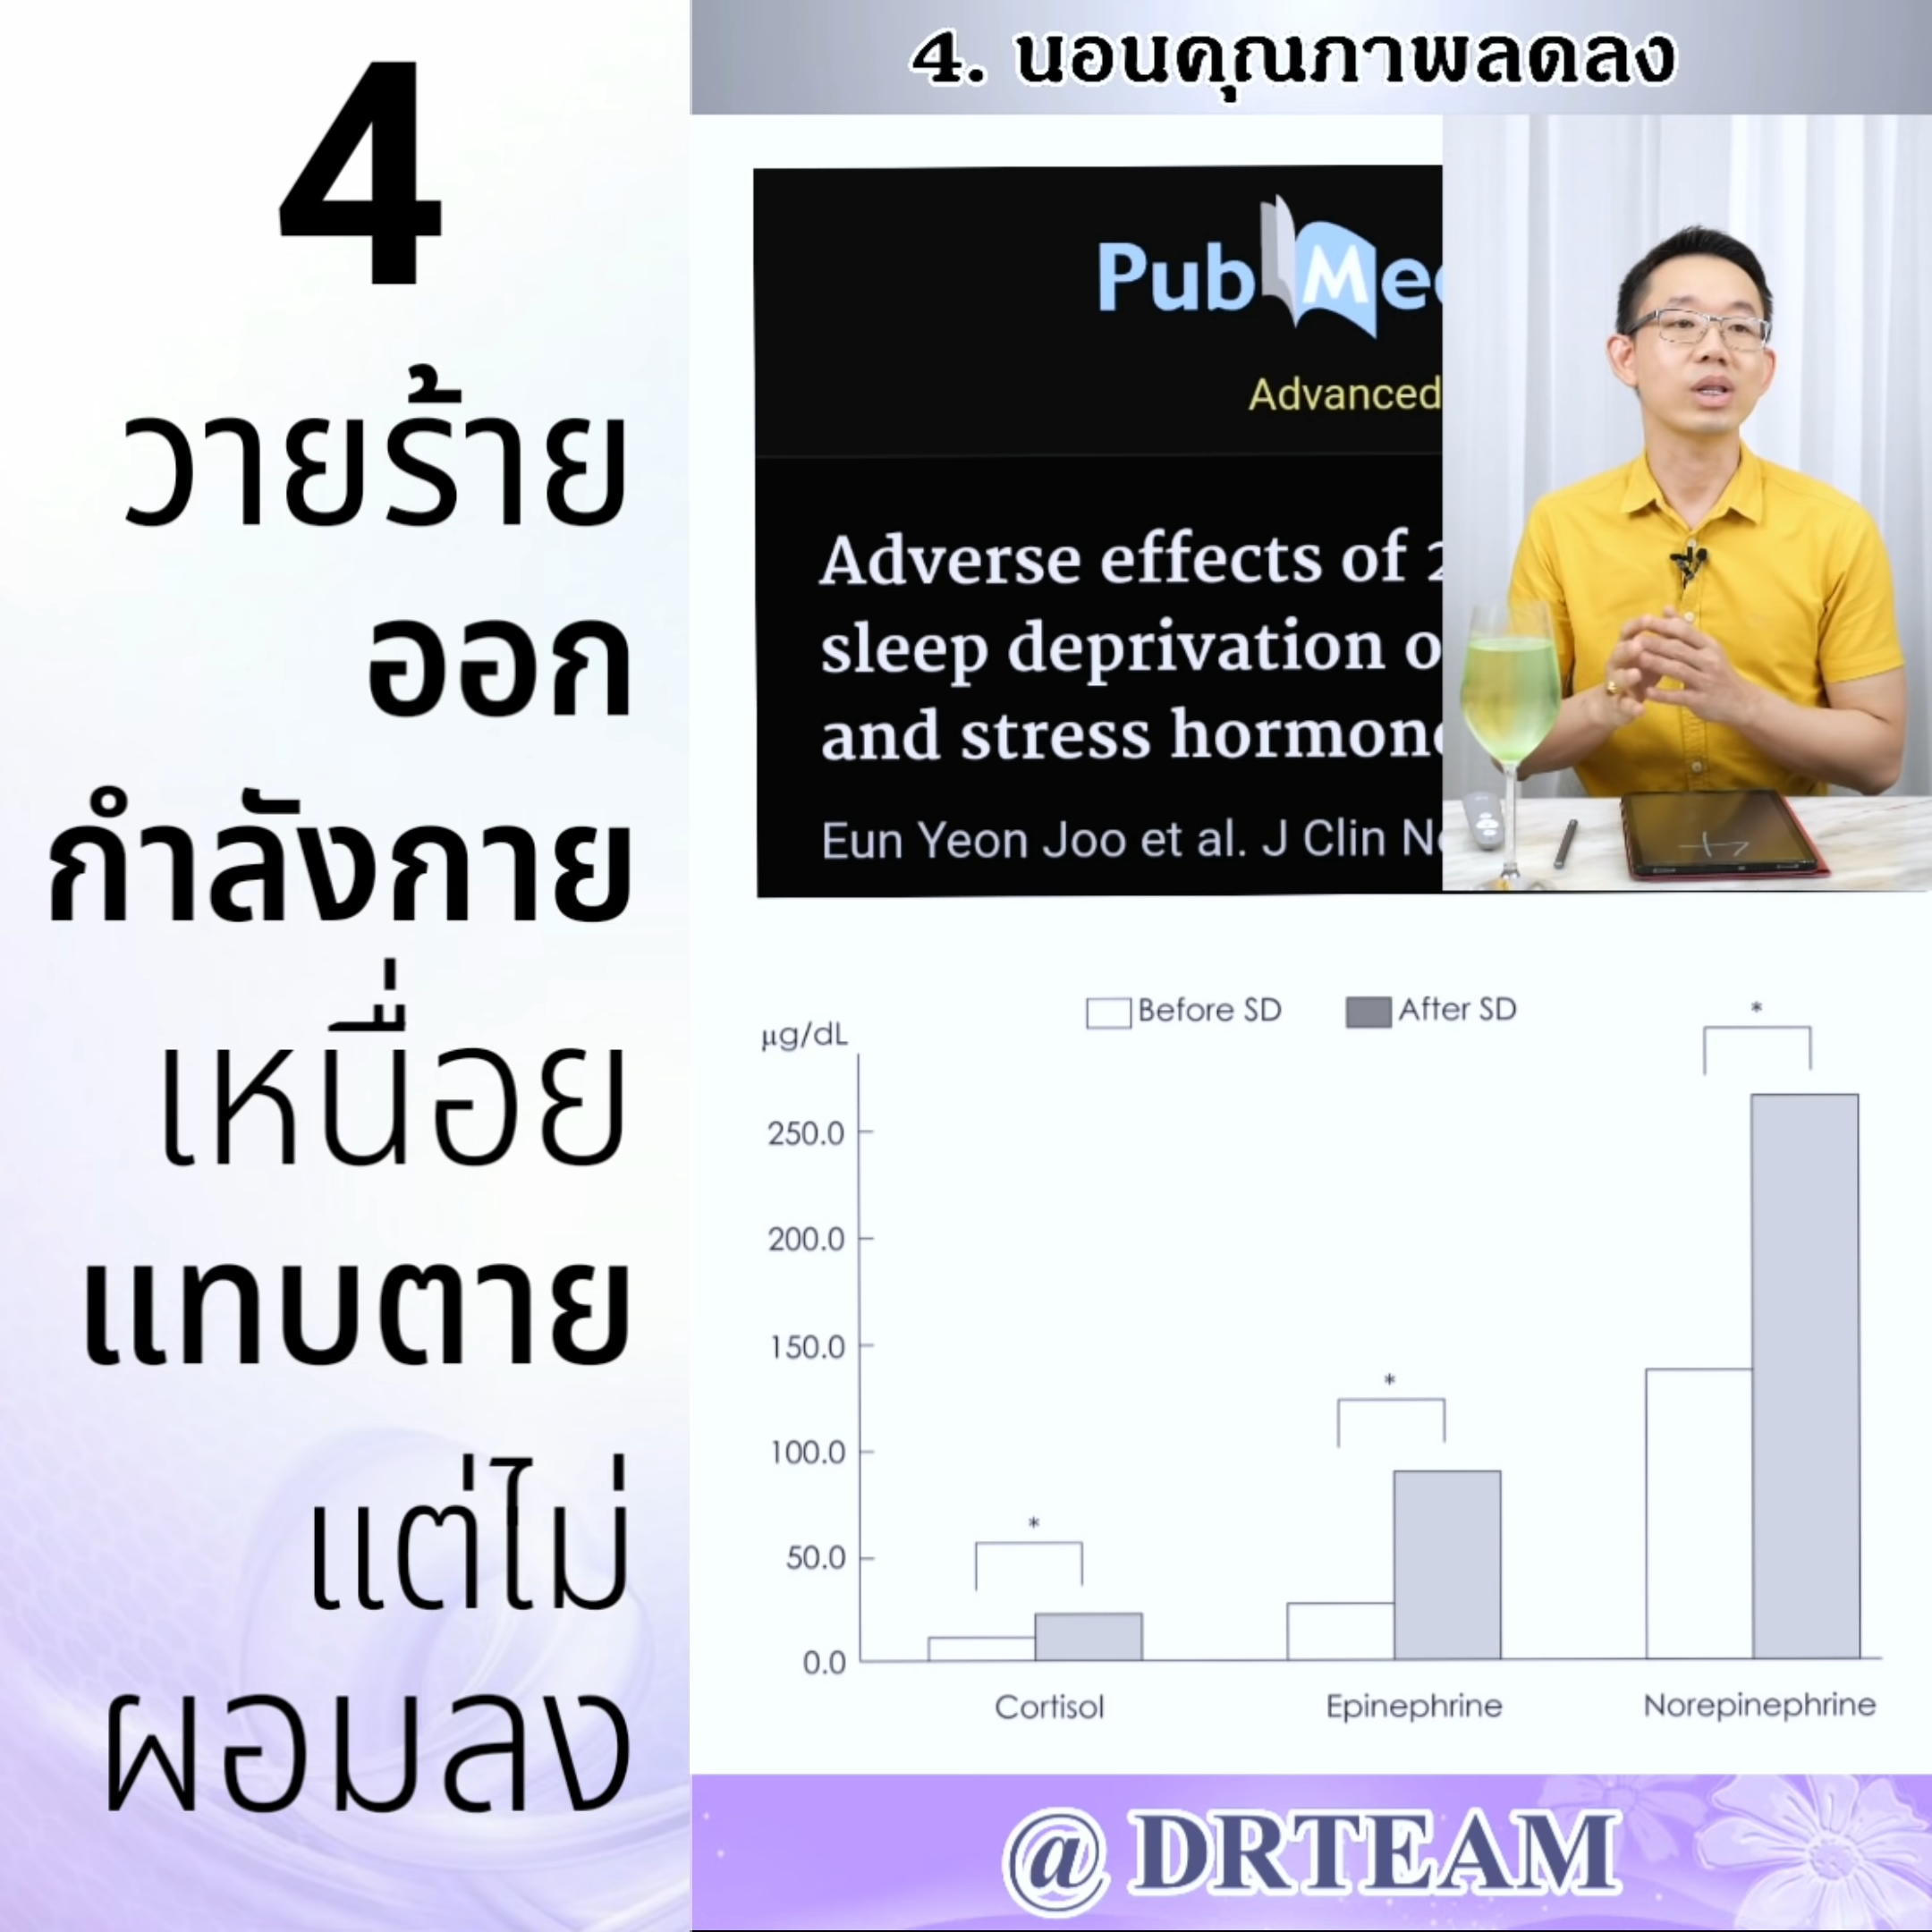 4
วายร้าย
ออก
กำลังกาย
เหนื่อย
แทบตาย
แต่ไม่
ผอมลง
4. นอนคุณภาพลดลง
PubMe
Advanced
Adverse effects of 2
sleep deprivation o
and stress hormon
Eun Yeon Joo et al. J Clin N
Before SD
After SD
µg/dL
250.0
200.0
150.0
100.0
50.0
0.0
*
*
*
Cortisol
Epinephrine
Norepinephrine
@ DRTEAM